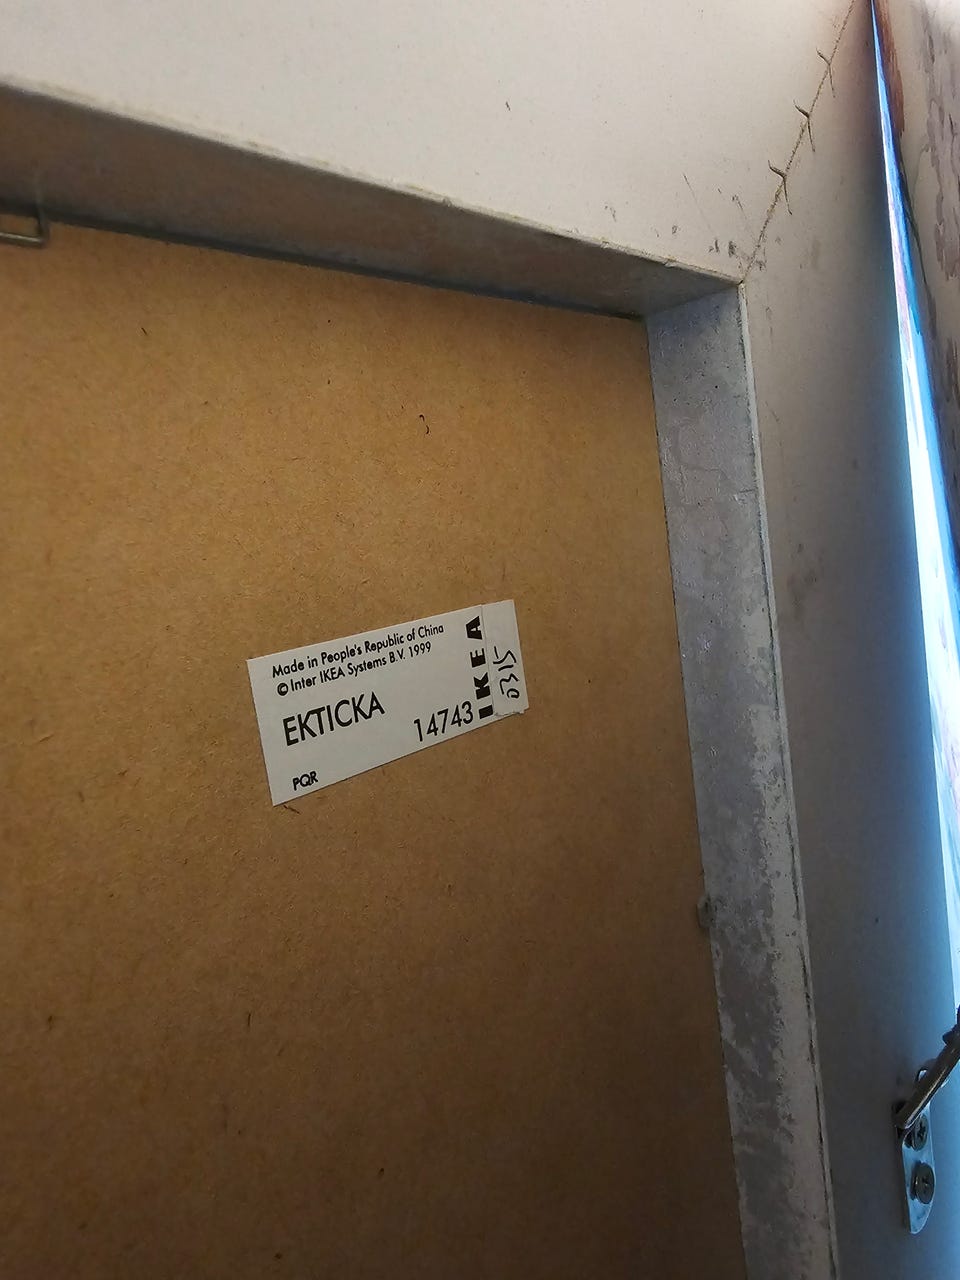 Made in People's Republic of China
© Inter IKEA Systems B.V. 1999
EKTICKA
14743
PQR
IKEA